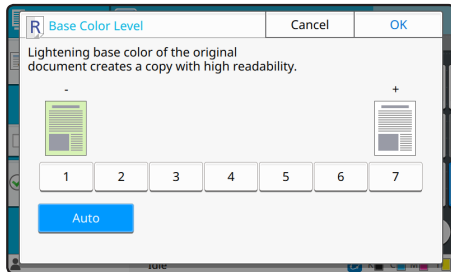 R Base Color Level Cancel OK
Lightening base color of the original
document creates a copy with high readability.
- +
1 2 3 4 5 6 7
Auto
Idle